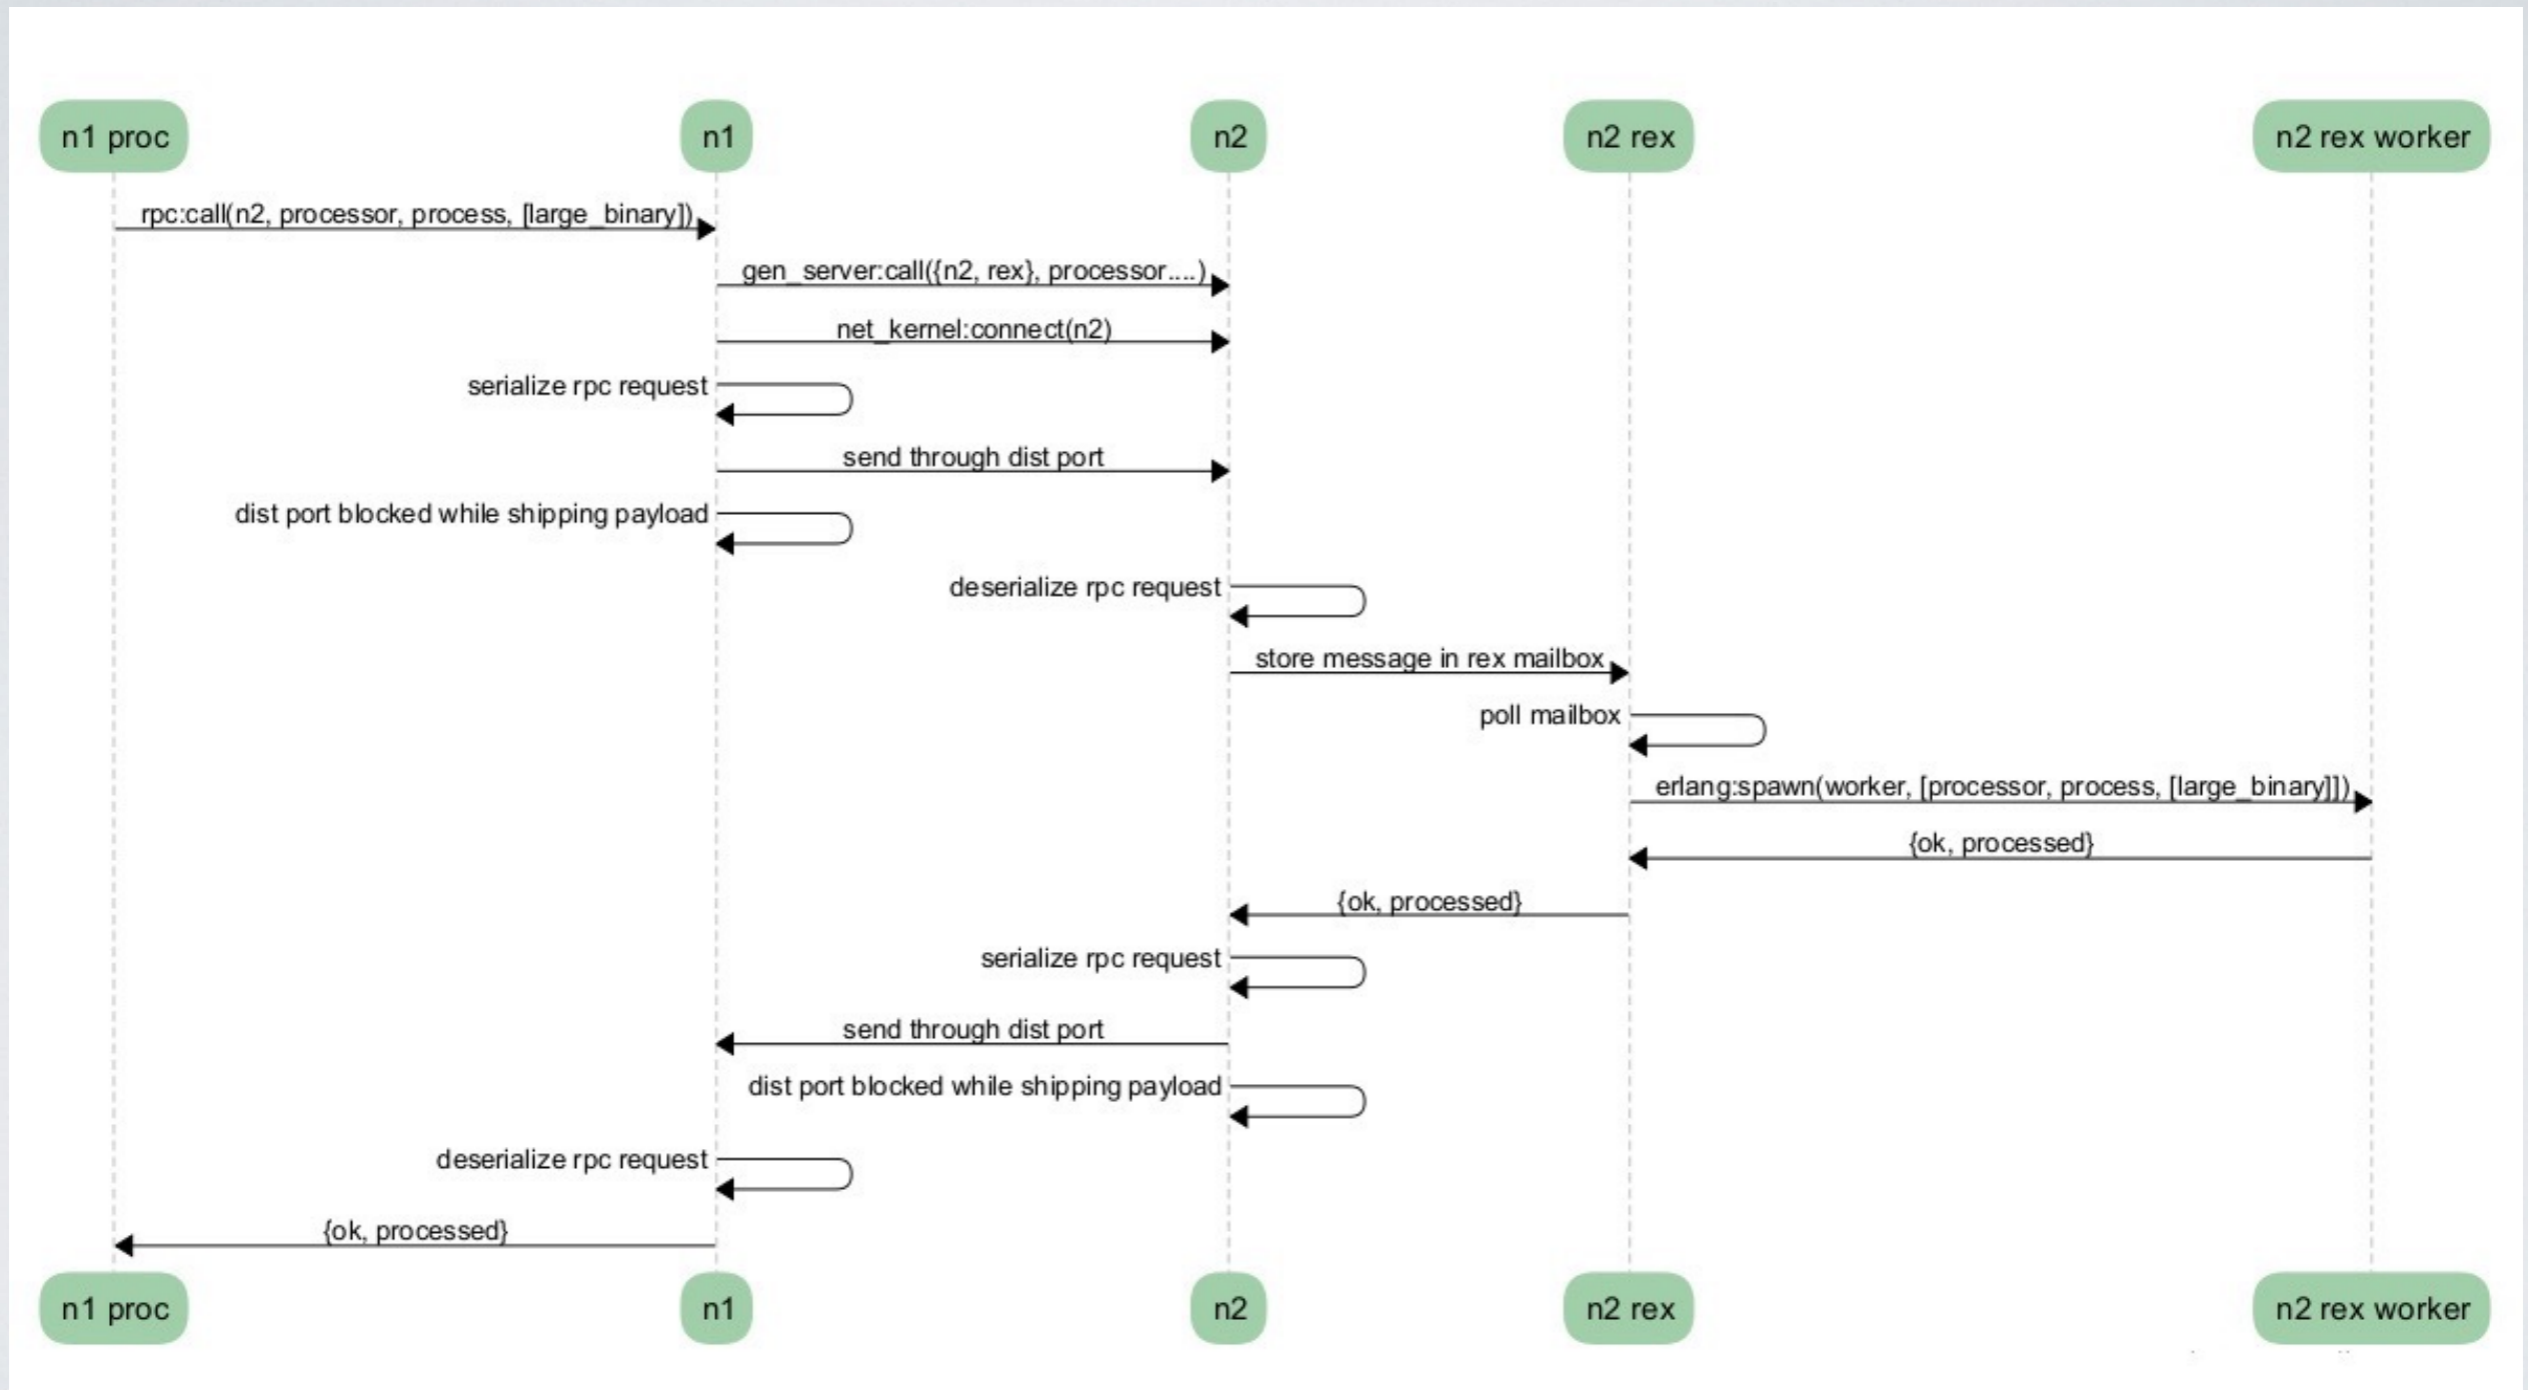 n1 proc
n1
n2
n2 rex
n2 rex worker
rpc:call(n2, processor, process, [large_binary])
gen_server:call({n2, rex}, processor....)
net_kernel:connect(n2)
serialize rpc request
send through dist port
dist port blocked while shipping payload
deserialize rpc request
store message in rex mailbox
poll mailbox
erlang:spawn(worker, [processor, process, [large_binary]])
{ok, processed}
{ok, processed}
serialize rpc request
send through dist port
dist port blocked while shipping payload
deserialize rpc request
{ok, processed}
n1 proc
n1
n2
n2 rex
n2 rex worker